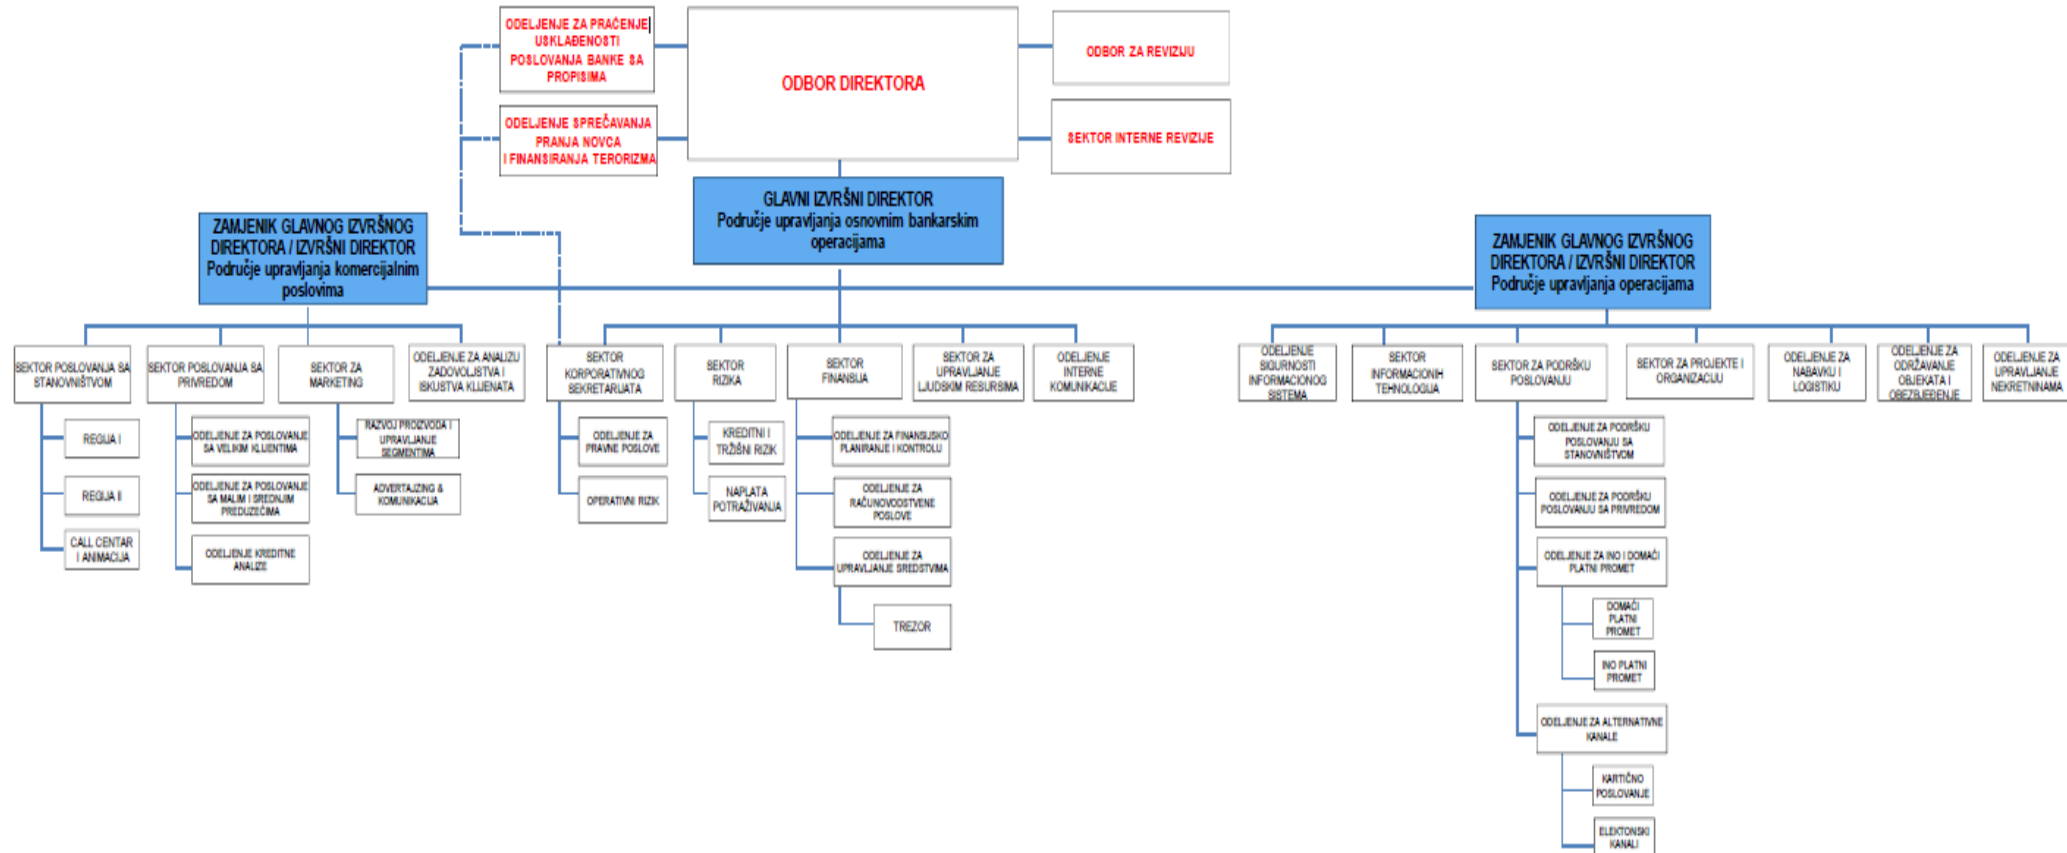 ODELJENJE ZA PRAĆENJE
USKLAĐENOSTI
POSLOVANJA BANKE SA
PROPISIMA
ODELJENJE SPREČAVANJA
PRANJA NOVCA
I FINANSIRANJA TERORIZMA
ODBOR DIREKTORA
ODBOR ZA REVIZIJU
SEKTOR INTERNE REVIZIJE
GLAVNI IZVRŠNI DIREKTOR
Područje upravljanja osnovnim bankarskim
operacijama
ZAMJENIK GLAVNOG IZVRŠNOG
DIREKTORA / IZVRŠNI DIREKTOR
Područje upravljanja komercijalnim
poslovima
ZAMJENIK GLAVNOG IZVRŠNOG
DIREKTORA / IZVRŠNI DIREKTOR
Područje upravljanja operacijama
SEKTOR POSLOVANJA SA
STANOVNIŠTVOM
SEKTOR POSLOVANJA SA
PRIVREDOM
SEKTOR ZA
MARKETING
ODELJENJE ZA ANALIZU
ZADOVOLJSTVA I
ISKUSTVA KLIJENATA
SEKTOR
KORPORATIVNOG
SEKRETARIJATA
SEKTOR
RIZIKA
SEKTOR
FINANSIJA
SEKTOR ZA
UPRAVLJANJE
LJUDSKIM RESURSIMA
ODELJENJE
INTERNE
KOMUNIKACIJE
ODELJENJE
SIGURNOSTI
INFORMACIONOG
SISTEMA
SEKTOR
INFORMACIONIH
TEHNOLOGIJA
SEKTOR ZA PODRŠKU
POSLOVANJU
SEKTOR ZA PROJEKTE I
ORGANIZACIJU
ODELJENJE ZA
NABAVKU I
LOGISTIKU
ODELJENJE ZA
ODRŽAVANJE
OBJEKATA I
OBEZBJEĐENJE
ODELJENJE ZA
UPRAVLJANJE
NEKRETNINAMA
REGIJA I
REGIJA II
CALL CENTAR
I ANIMACIJA
ODELJENJE ZA POSLOVANJE
SA VELIKIM KLIJENTIMA
ODELJENJE ZA POSLOVANJE
SA MALIM I SREDNJIM
PREDUZEĆIMA
ODELJENJE KREDITNE
ANALIZE
RAZVOJ PROIZVODA I
UPRAVLJANJE
SEGMENTIMA
ADVERTAJZING &
KOMUNIKACIJA
ODELJENJE ZA
PRAVNE POSLOVE
OPERATIVNI RIZIK
KREDITNI I
TRŽIŠNI RIZIK
NAPLATA
POTRAŽIVANJA
ODELJENJE ZA FINANSIJSKO
PLANIRANJE I KONTROLU
ODELJENJE ZA
RAČUNOVODSTVENE
POSLOVE
ODELJENJE ZA
UPRAVLJANJE SREDSTVIMA
TREZOR
ODELJENJE ZA PODRŠKU
POSLOVANJU SA
STANOVNIŠTVOM
ODELJENJE ZA PODRŠKU
POSLOVANJU SA PRIVREDOM
ODELJENJE ZA INO I DOMAĆI
PLATNI PROMET
DOMAĆI
PLATNI
PROMET
INO PLATNI
PROMET
ODELJENJE ZA ALTERNATIVNE
KANALE
KARTIČNO
POSLOVANJE
ELEKTONSKI
KANALI